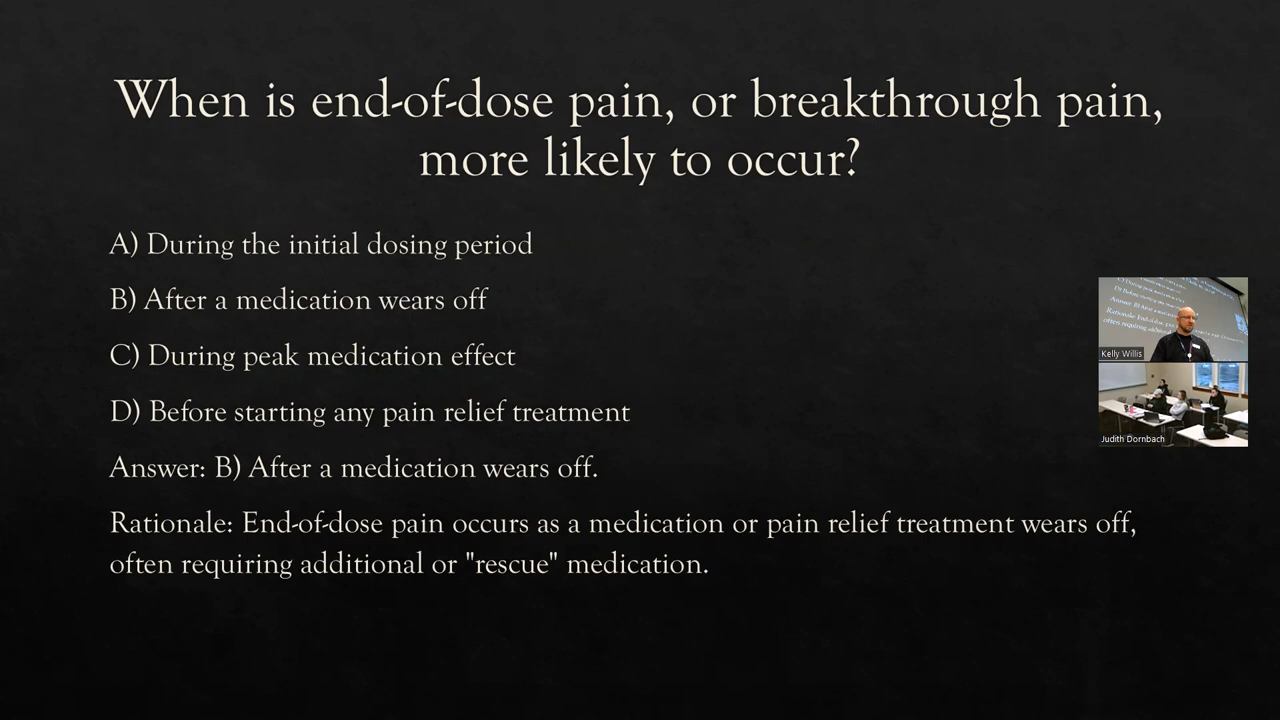 When is end-of-dose pain, or breakthrough pain,
more likely to occur?
A) During the initial dosing period
B) After a medication wears off
C) During peak medication effect
D) Before starting any pain relief treatment
Answer: B) After a medication wears off.
Rationale: End-of-dose pain occurs as a medication or pain relief treatment wears off,
often requiring additional or "rescue" medication.
Kelly Willis
Judith Dornbach